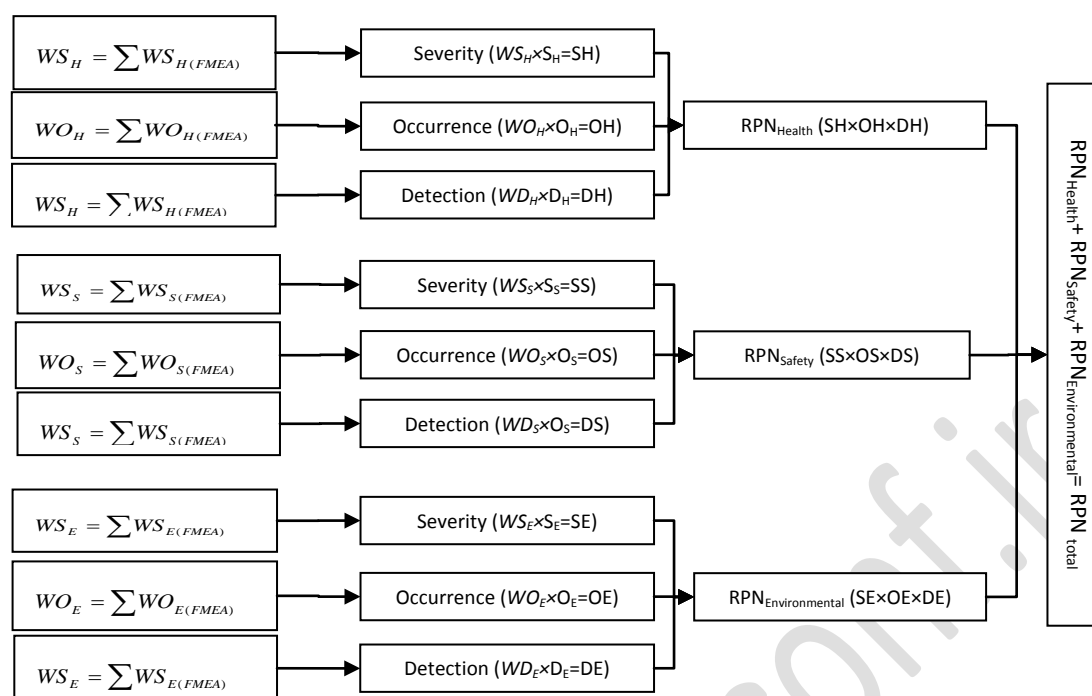 WS_H = ∑ WS_H(FMEA)
Severity (WS_H×S_H=SH)
WO_H = ∑ WO_H(FMEA)
Occurrence (WO_H×O_H=OH)
RPN_Health (SH×OH×DH)
WS_H = ∑ WS_H(FMEA)
Detection (WD_H×D_H=DH)
WS_S = ∑ WS_S(FMEA)
Severity (WS_S×S_S=SS)
WO_S = ∑ WO_S(FMEA)
Occurrence (WO_S×O_S=OS)
RPN_Safety (SS×OS×DS)
WS_S = ∑ WS_S(FMEA)
Detection (WD_S×O_S=DS)
WS_E = ∑ WS_E(FMEA)
Severity (WS_E×S_E=SE)
WO_E = ∑ WO_E(FMEA)
Occurrence (WO_E×O_E=OE)
RPN_Environmental (SE×OE×DE)
WS_E = ∑ WS_E(FMEA)
Detection (WD_E×D_E=DE)
RPN_Health+ RPN_Safety+ RPN_Environmental= RPN total